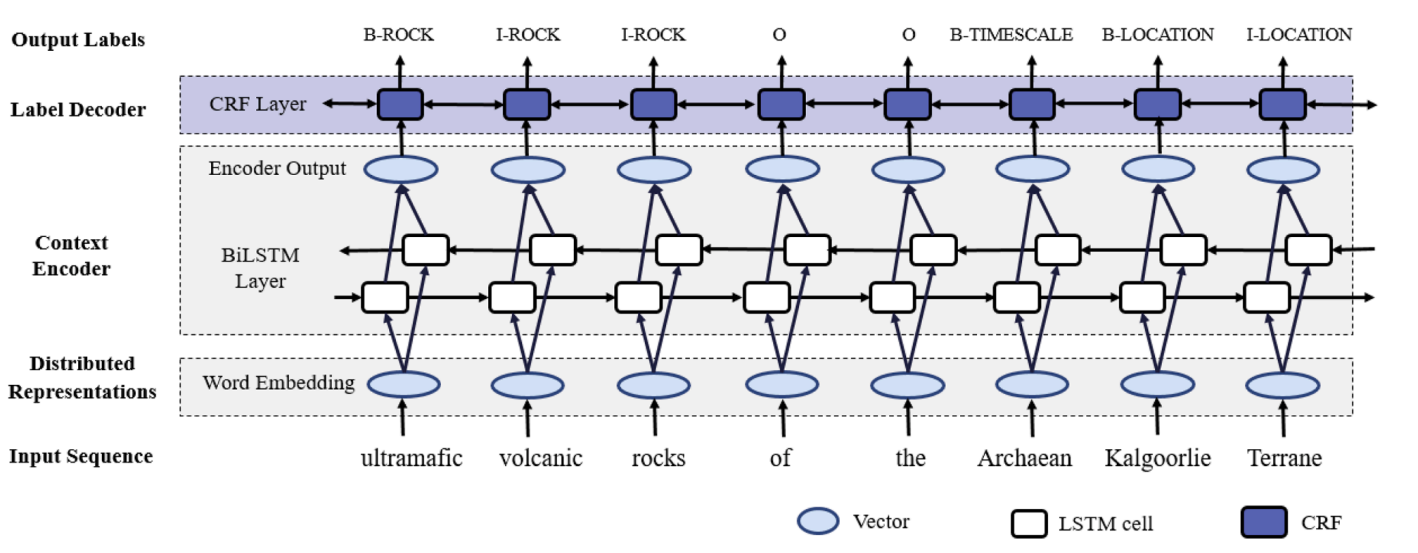 Output Labels B-ROCK I-ROCK I-ROCK O O B-TIMESCALE B-LOCATION I-LOCATION
Label Decoder CRF Layer
Encoder Output
Context
Encoder
BiLSTM
Layer
Distributed
Representations
Word Embedding
Input Sequence ultramafic volcanic rocks of the Archaean Kalgoorlie Terrane
Vector LSTM cell CRF